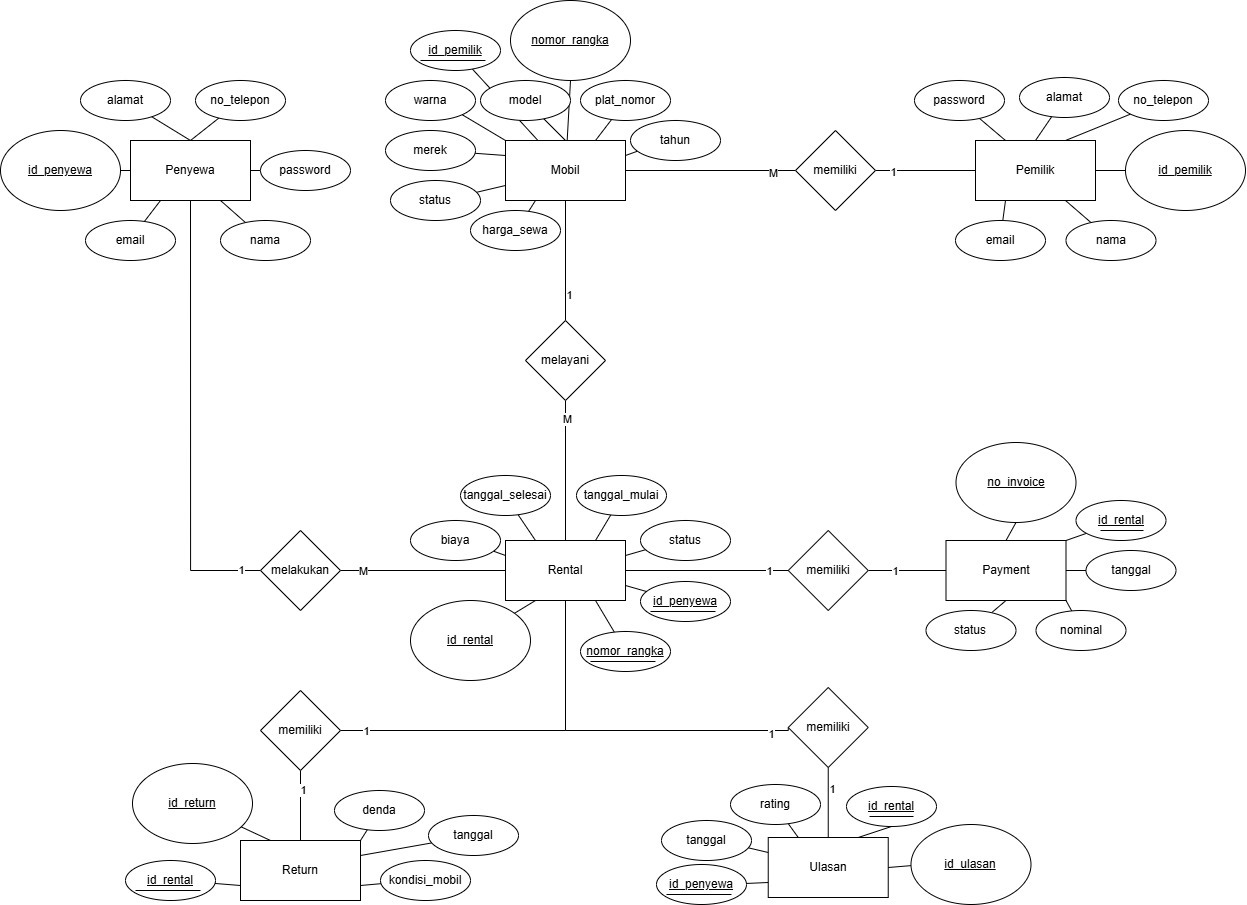 nomor_rangka
id_pemilik
alamat
no_telepon
warna
model
plat_nomor
password
alamat
no_telepon
merek
tahun
id_penyewa
Penyewa
password
Mobil
M
memiliki
1
Pemilik
id_pemilik
status
harga_sewa
email
nama
email
nama
1
melayani
M
no_invoice
tanggal_selesai
tanggal_mulai
id_rental
biaya
status
1
melakukan
M
Rental
1
memiliki
1
Payment
tanggal
id_penyewa
id_rental
nomor_rangka
status
nominal
memiliki
1
1
memiliki
1
1
id_return
denda
rating
id_rental
tanggal
tanggal
Return
Ulasan
id_ulasan
id_rental
kondisi_mobil
id_penyewa